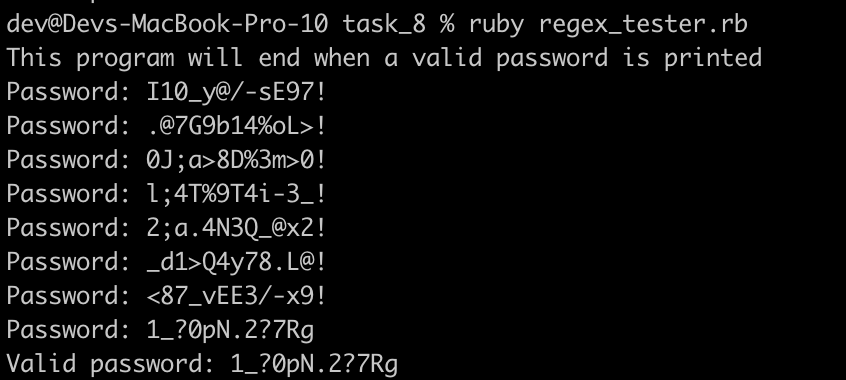 dev@Devs-MacBook-Pro-10 task_8 % ruby regex_tester.rb
This program will end when a valid password is printed
Password: I10_y@/-sE97!
Password: .@7G9b14%oL>!
Password: 0J;a>8D%3m>0!
Password: l;4T%9T4i-3_!
Password: 2;a.4N3Q_@x2!
Password: _d1>Q4y78.L@!
Password: <87_vEE3/-x9!
Password: 1_?0pN.2?7Rg
Valid password: 1_?0pN.2?7Rg